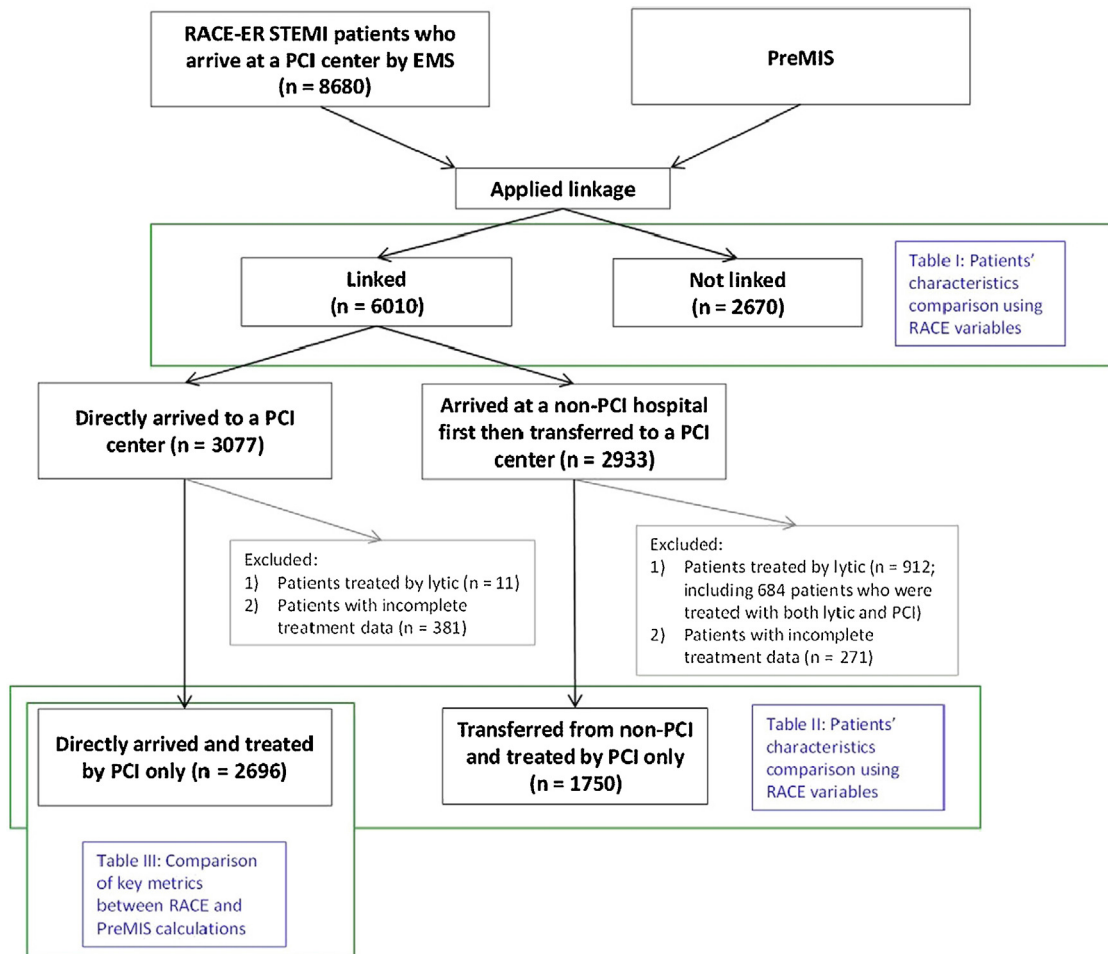 RACE-ER STEMI patients who
arrive at a PCI center by EMS
(n = 8680)
PreMIS
Applied linkage
Linked
(n = 6010)
Not linked
(n = 2670)
Table I: Patients'
characteristics
comparison using
RACE variables
Directly arrived to a PCI
center (n = 3077)
Arrived at a non-PCI hospital
first then transferred to a PCI
center (n = 2933)
Excluded:
1) Patients treated by lytic (n = 11)
2) Patients with incomplete
treatment data (n = 381)
Excluded:
1) Patients treated by lytic (n = 912;
including 684 patients who were
treated with both lytic and PCI)
2) Patients with incomplete
treatment data (n = 271)
Directly arrived and treated
by PCI only (n = 2696)
Transferred from non-PCI
and treated by PCI only
(n = 1750)
Table II: Patients'
characteristics
comparison using
RACE variables
Table III: Comparison
of key metrics
between RACE and
PreMIS calculations